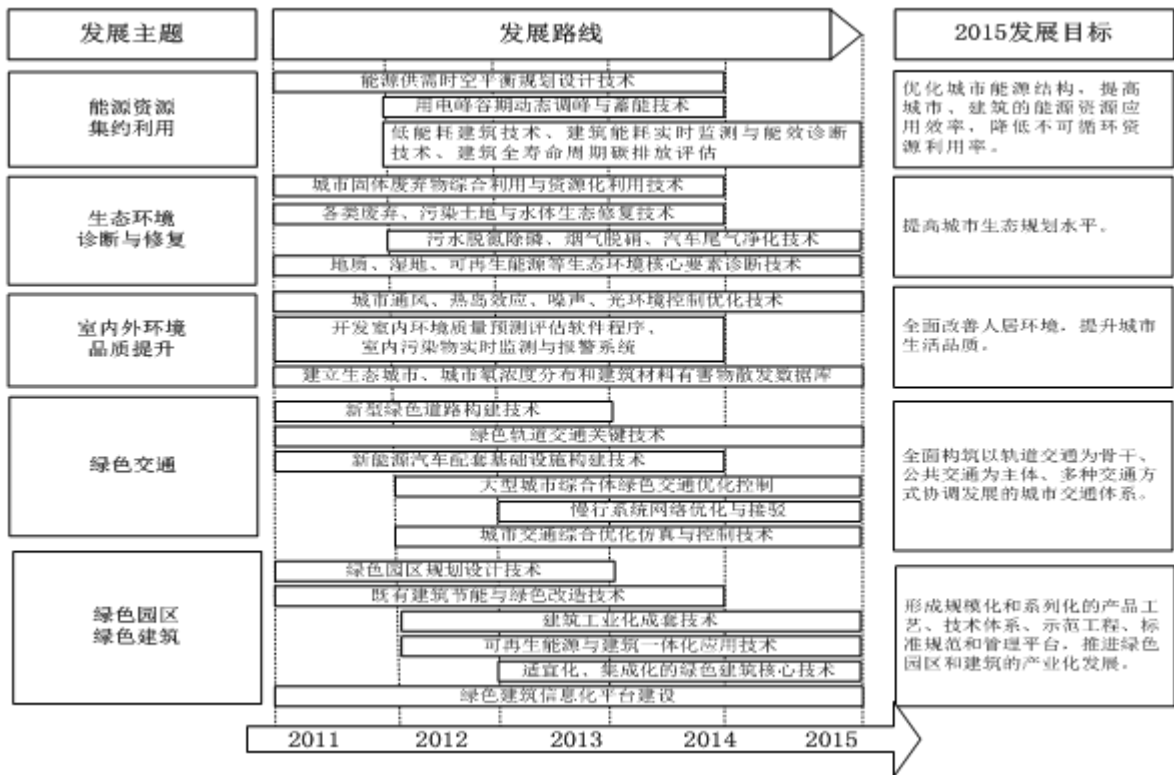 发展主题
发展路线
2015发展目标
能源资源
集约利用
能源供需时空平衡规划设计技术
用电峰谷期动态调峰与蓄能技术
低能耗建筑技术、建筑能耗实时监测与能效诊断
技术、建筑全寿命周期碳排放评估
优化城市能源结构，提高
城市、建筑的能源资源应
用效率，降低不可循环资
源利用率。
生态环境
诊断与修复
城市固体废弃物综合利用与资源化利用技术
各类废弃、污染土地与水体生态修复技术
污水脱氮除磷、烟气脱硝、汽车尾气净化技术
地质、湿地、可再生能源等生态环境核心要素诊断技术
提高城市生态规划水平。
室内外环境
品质提升
城市通风、热岛效应、噪声、光环境控制优化技术
开发室内环境质量预测评估软件程序，
室内污染物实时监测与报警系统
建立生态城市、城市氧浓度分布和建筑材料有害物散发数据库
全面改善人居环境，提升城市
生活品质。
绿色交通
新型绿色道路构建技术
绿色轨道交通关键技术
新能源汽车配套基础设施构建技术
大型城市综合体绿色交通优化控制
慢行系统网络优化与接驳
城市交通综合优化仿真与控制技术
全面构筑以轨道交通为骨干、
公共交通为主体、多种交通方
式协调发展的城市交通体系。
绿色园区
绿色建筑
绿色园区规划设计技术
既有建筑节能与绿色改造技术
建筑工业化成套技术
可再生能源与建筑一体化应用技术
适宜化、集成化的绿色建筑核心技术
绿色建筑信息化平台建设
形成规模化和系列化的产品工
艺、技术体系、示范工程、标
准规范和管理平台，推进绿色
园区和建筑的产业化发展。
2011
2012
2013
2014
2015